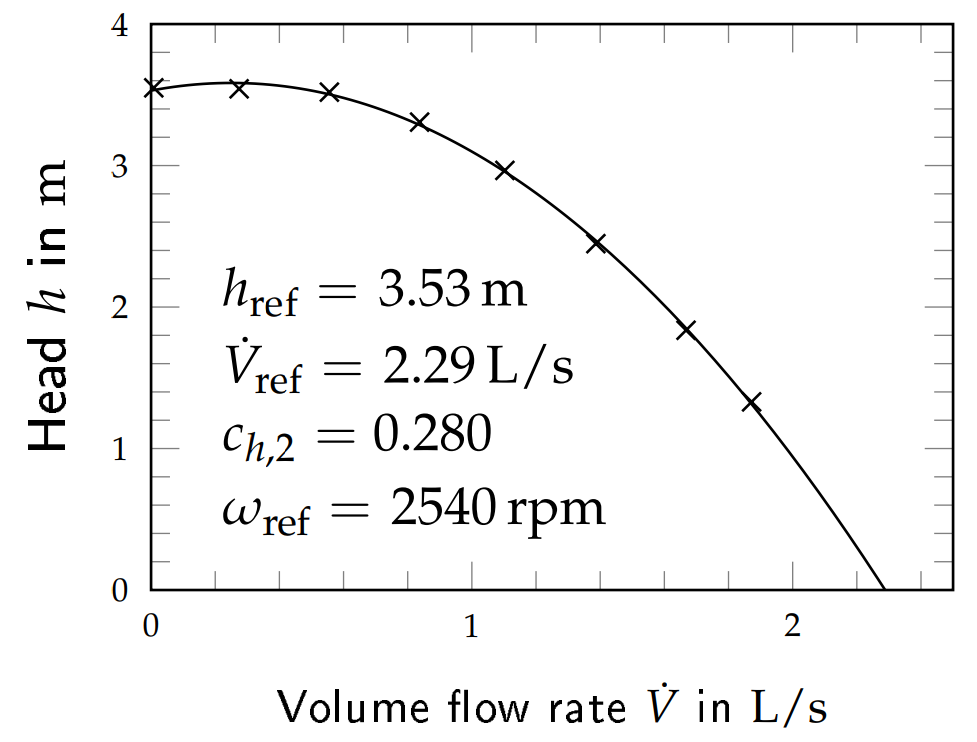 4
3
2
1
0
Head h in m
h_ref = 3.53 m
V̇_ref = 2.29 L/s
c_h,2 = 0.280
ω_ref = 2540 rpm
0 1 2
Volume flow rate V̇ in L/s